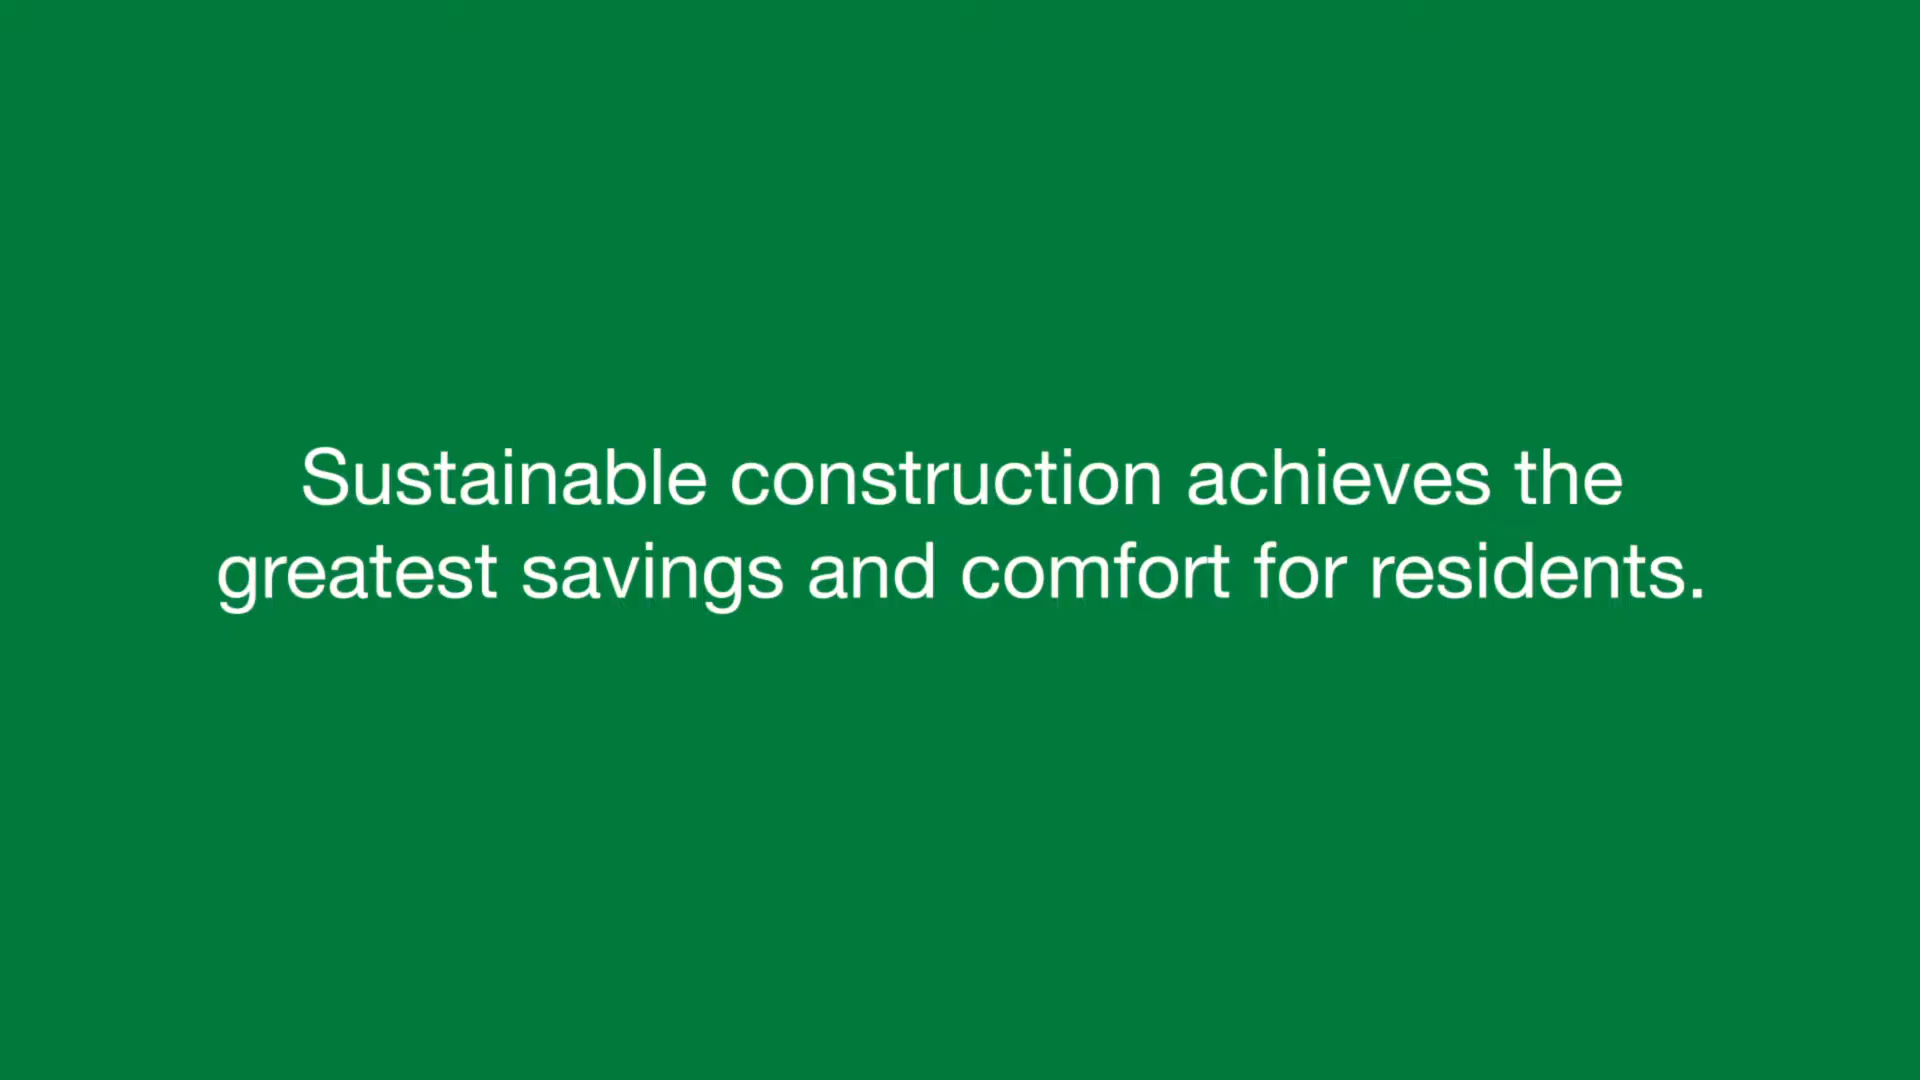 Sustainable construction achieves the
greatest savings and comfort for residents.